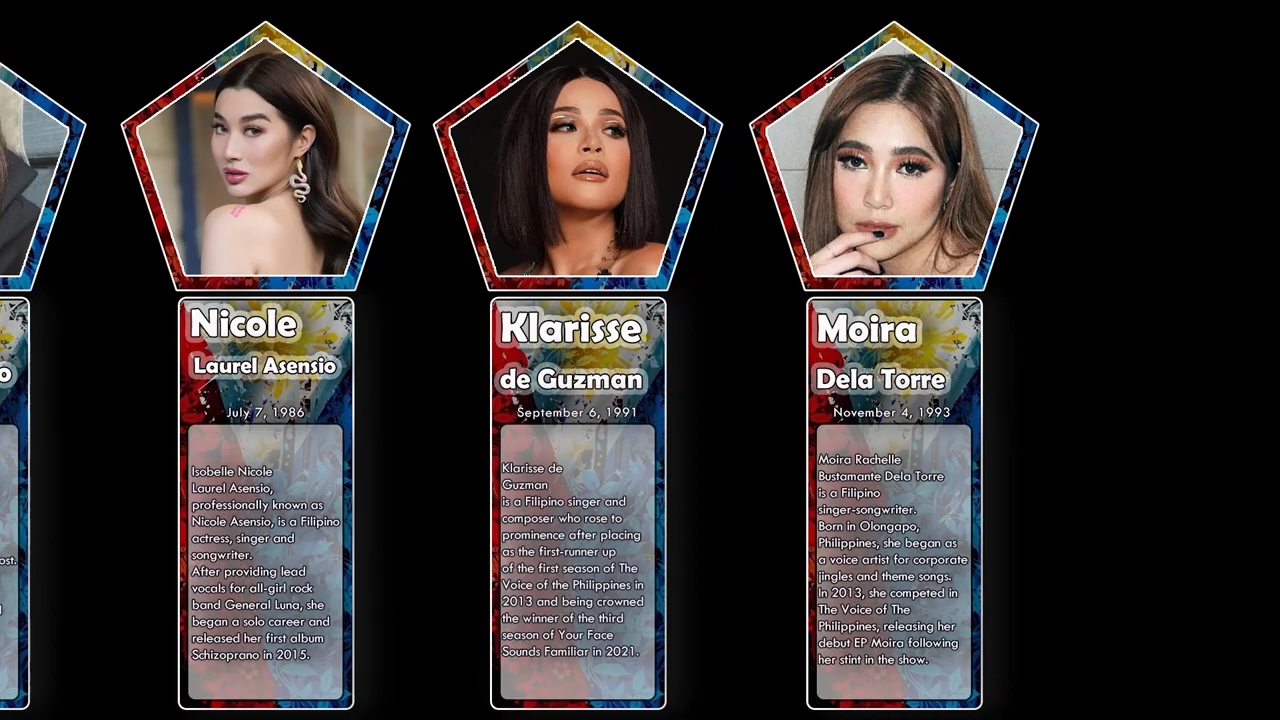 o
ost.
Nicole
Laurel Asensio
July 7, 1986
Isobelle Nicole
Laurel Asensio,
professionally known as
Nicole Asensio, is a Filipino
actress, singer and
songwriter.
After providing lead
vocals for all-girl rock
band General Luna, she
began a solo career and
released her first album
Schizoprano in 2015.
Klarisse
de Guzman
September 6, 1991
Klarisse de
Guzman
is a Filipino singer and
composer who rose to
prominence after placing
as the first-runner up
of the first season of The
Voice of the Philippines in
2013 and being crowned
the winner of the third
season of Your Face
Sounds Familiar in 2021.
Moira
Dela Torre
November 4, 1993
Moira Rachelle
Bustamante Dela Torre
is a Filipino
singer-songwriter.
Born in Olongapo,
Philippines, she began as
a voice artist for corporate
jingles and theme songs.
In 2013, she competed in
The Voice of The
Philippines, releasing her
debut EP Moira following
her stint in the show.